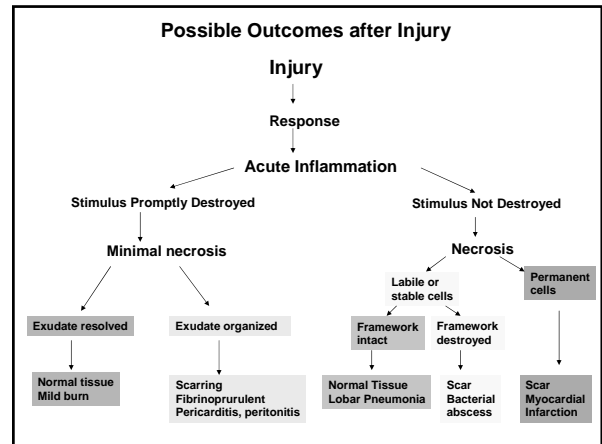 Possible Outcomes after Injury
Injury
Response
Acute Inflammation
Stimulus Promptly Destroyed
Stimulus Not Destroyed
Minimal necrosis
Necrosis
Labile or
stable cells
Permanent
cells
Exudate resolved
Exudate organized
Framework
intact
Framework
destroyed
Normal tissue
Mild burn
Scarring
Fibrinoprurulent
Pericarditis, peritonitis
Normal Tissue
Lobar Pneumonia
Scar
Bacterial
abscess
Scar
Myocardial
Infarction